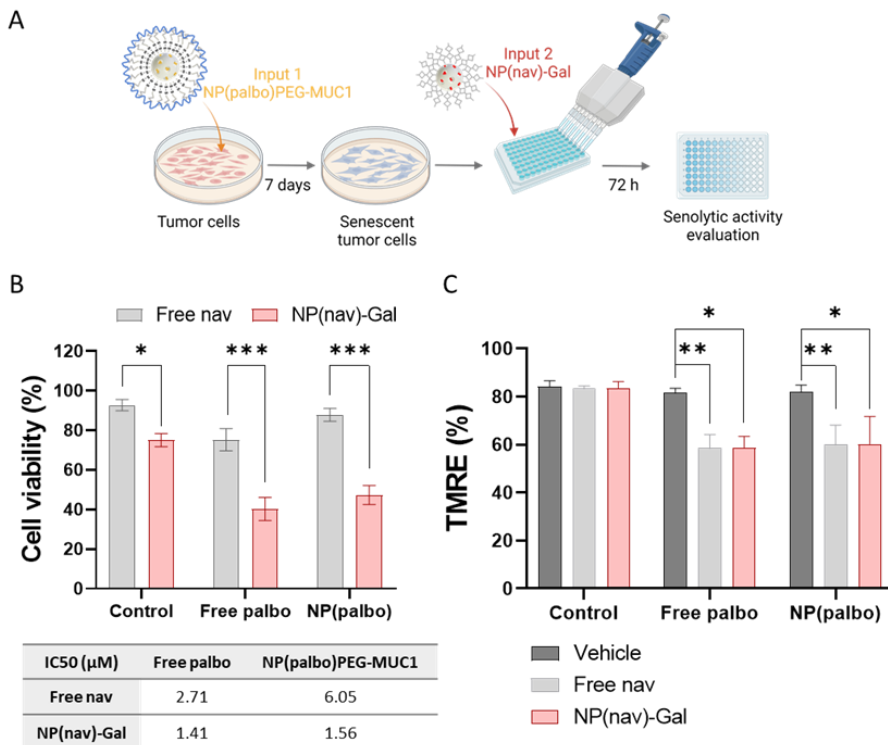 A
Input 1
NP(palbo)PEG-MUC1
Input 2
NP(nav)-Gal
7 days
72 h
Tumor cells
Senescent
tumor cells
Senolytic activity
evaluation
B
Free nav
NP(nav)-Gal
Cell viability (%)
120
100
80
60
40
20
0
*
***
***
Control
Free palbo
NP(palbo)
IC50 (μM) Free palbo NP(palbo)PEG-MUC1
Free nav 2.71 6.05
NP(nav)-Gal 1.41 1.56
C
TMRE (%)
100
80
60
40
20
0
*
**
*
**
Control
Free palbo
NP(palbo)
Vehicle
Free nav
NP(nav)-Gal